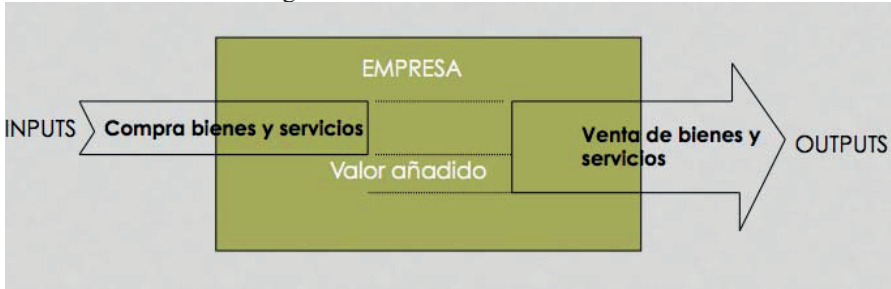 EMPRESA
INPUTS
Compra bienes y servicios
Valor añadido
Venta de bienes y
servicios
OUTPUTS